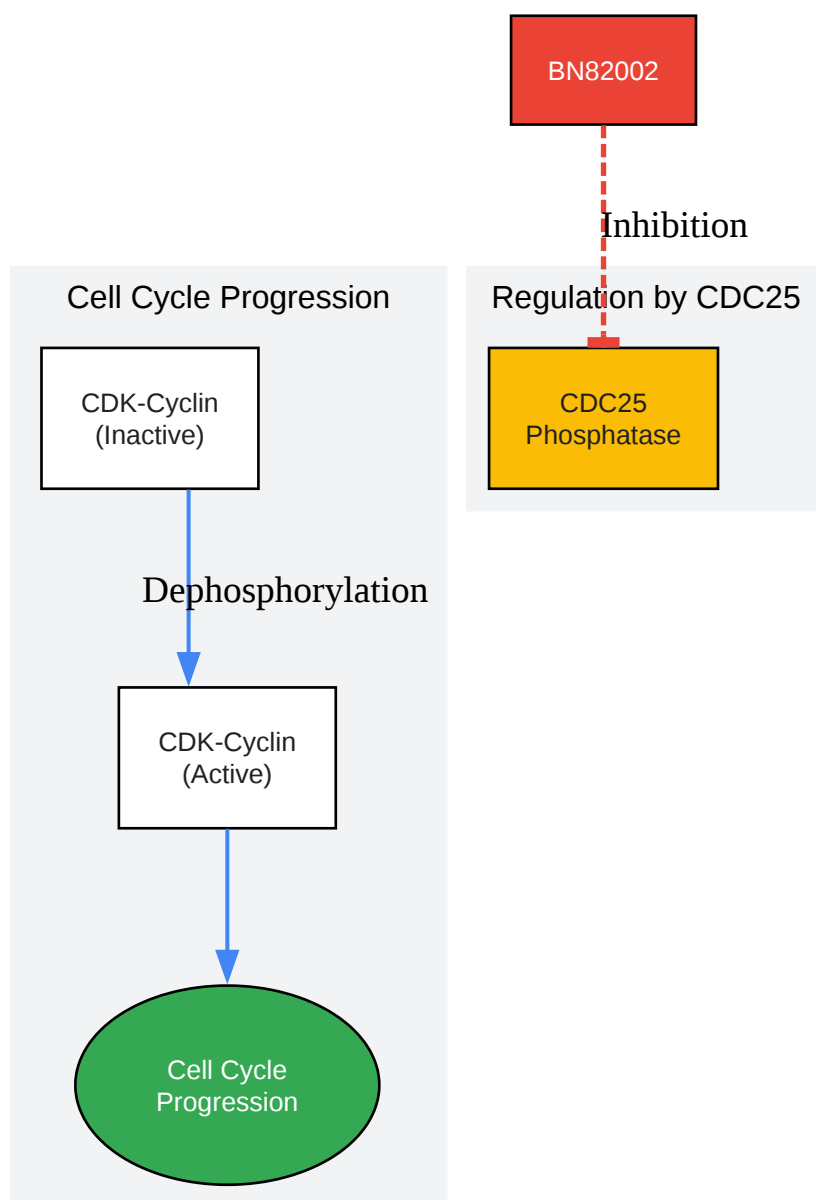 BN82002
Inhibition
Cell Cycle Progression
Regulation by CDC25
CDK-Cyclin
(Inactive)
CDC25
Phosphatase
Dephosphorylation
CDK-Cyclin
(Active)
Cell Cycle
Progression